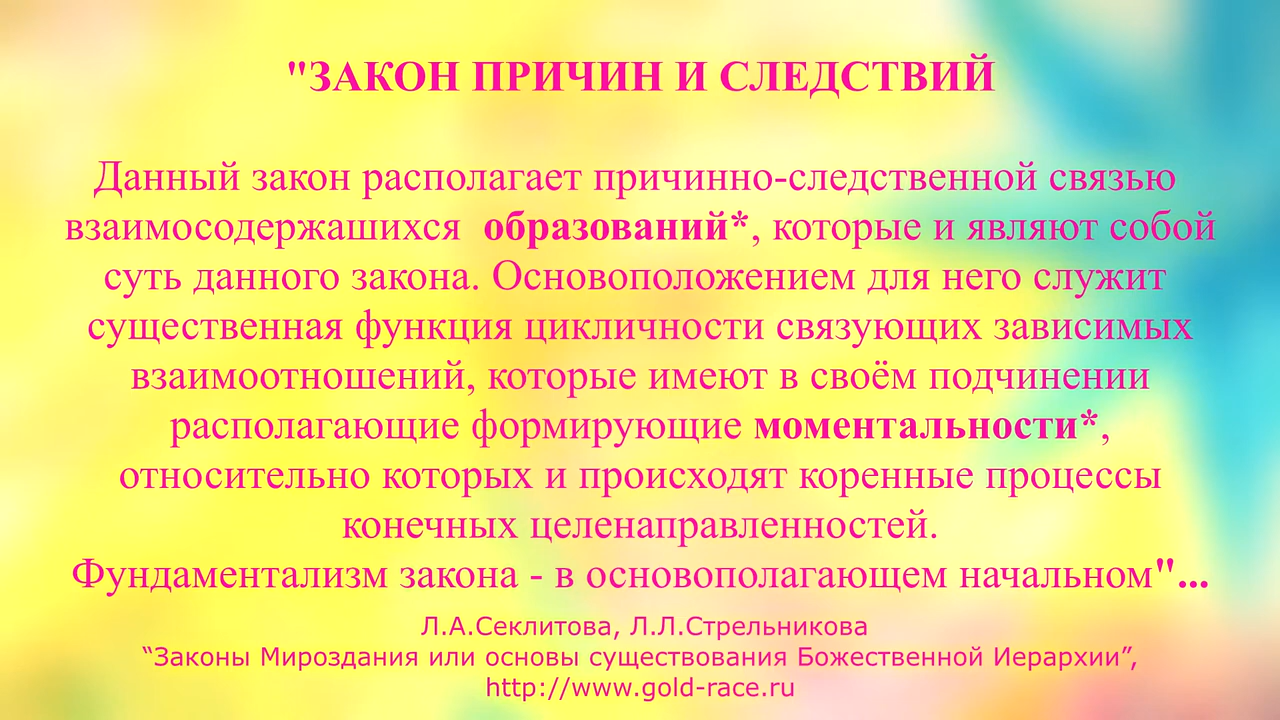 "ЗАКОН ПРИЧИН И СЛЕДСТВИЙ
Данный закон располагает причинно-следственной связью
взаимосодержашихся образований*, которые и являют собой
суть данного закона. Основоположением для него служит
существенная функция цикличности связующих зависимых
взаимоотношений, которые имеют в своём подчинении
располагающие формирующие моментальности*,
относительно которых и происходят коренные процессы
конечных целенаправленностей.
Фундаментализм закона - в основополагающем начальном"...
Л.А.Секлитова, Л.Л.Стрельникова
“Законы Мироздания или основы существования Божественной Иерархии”,
http://www.gold-race.ru